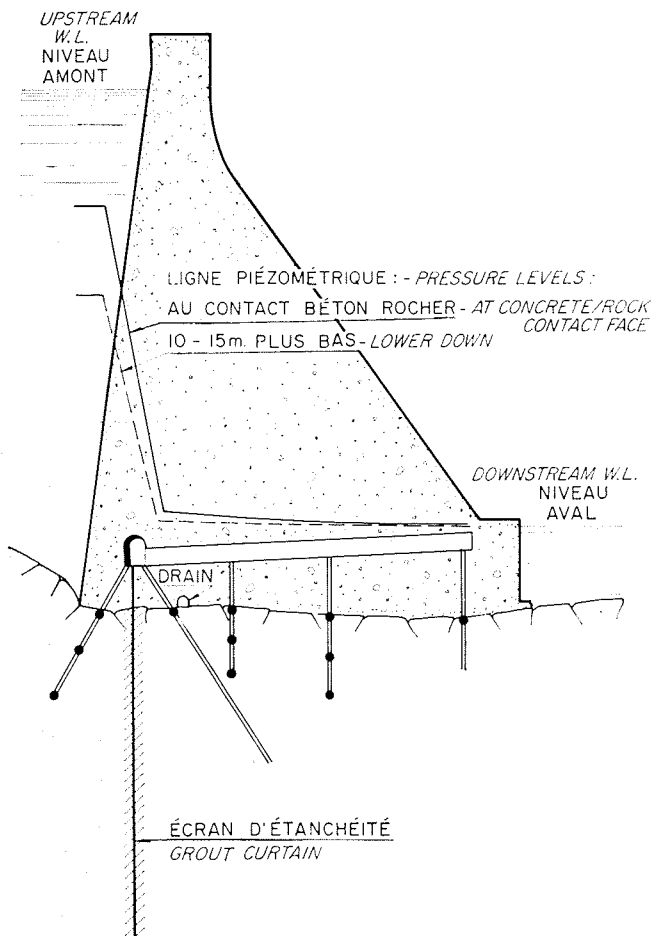 UPSTREAM
W.L.
NIVEAU
AMONT
LIGNE PIÉZOMÉTRIQUE : - PRESSURE LEVELS :
AU CONTACT BÉTON ROCHER - AT CONCRETE/ROCK
CONTACT FACE
10 - 15m. PLUS BAS - LOWER DOWN
DOWNSTREAM W.L.
NIVEAU
AVAL
DRAIN
ÉCRAN D'ÉTANCHÉITÉ
GROUT CURTAIN